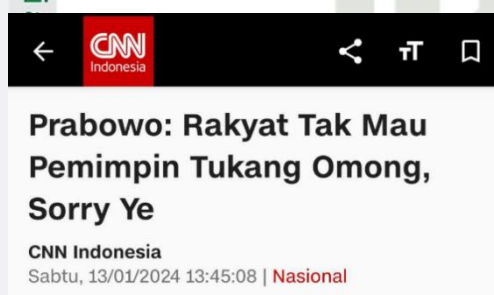 CNN
Indonesia
тT
Prabowo: Rakyat Tak Mau
Pemimpin Tukang Omong,
Sorry Ye
CNN Indonesia
Sabtu, 13/01/2024 13:45:08 | Nasional